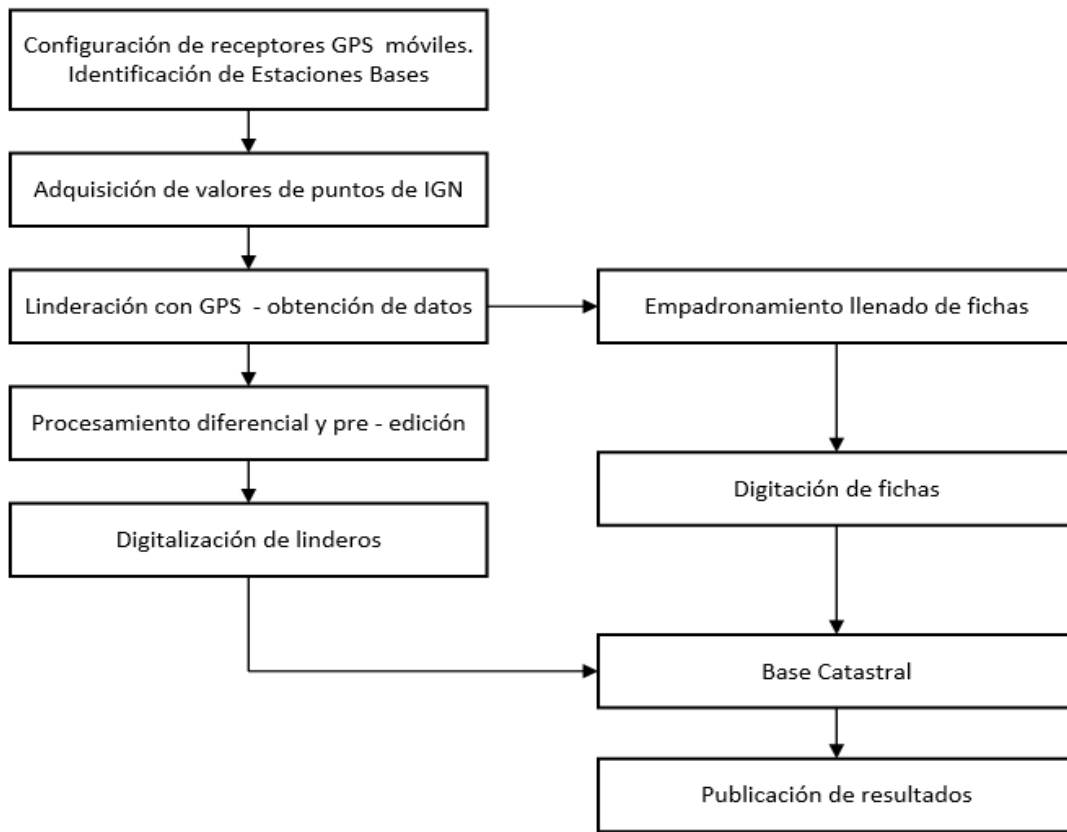 Configuración de receptores GPS móviles.
Identificación de Estaciones Bases
Adquisición de valores de puntos de IGN
Linderación con GPS - obtención de datos
Empadronamiento llenado de fichas
Procesamiento diferencial y pre - edición
Digitación de fichas
Digitalización de linderos
Base Catastral
Publicación de resultados